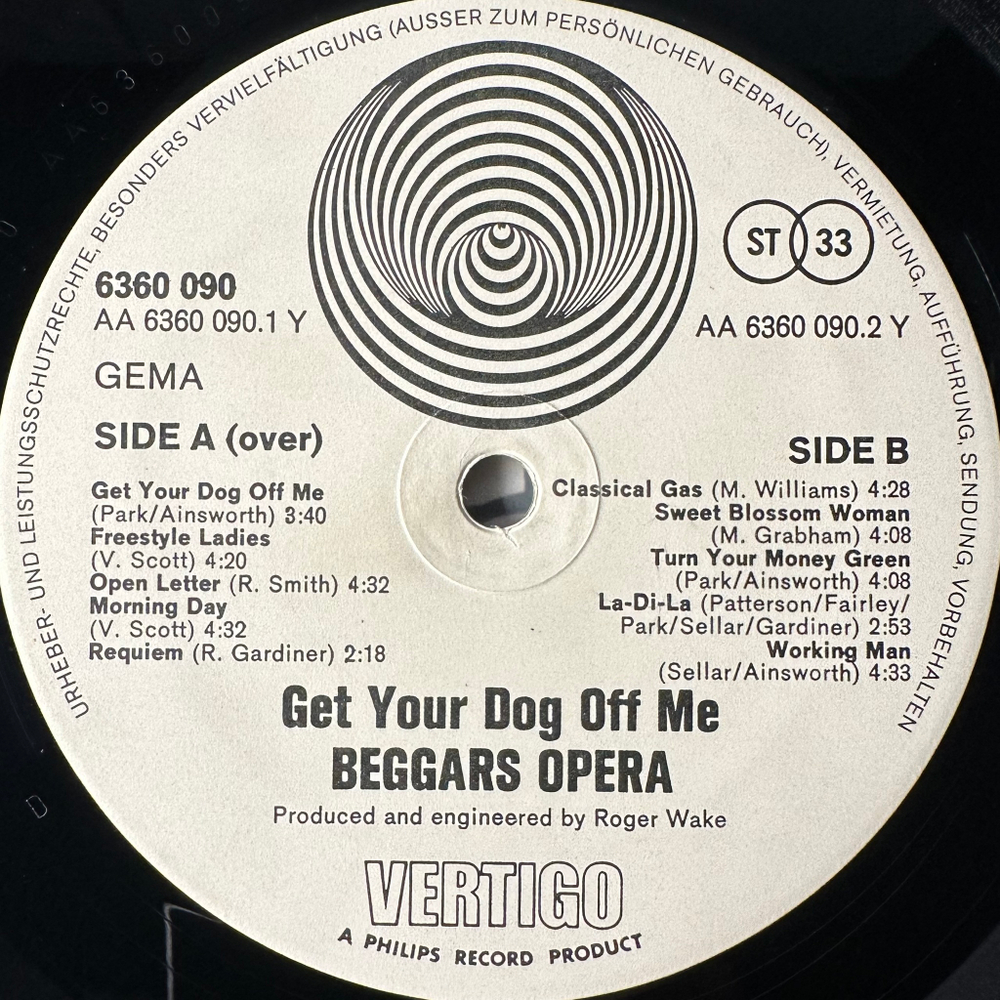 URHEBER- UND LEISTUNGSSCHUTZRECHTE, BESONDERS VERVIELFÄLTIGUNG (AUSSER ZUM PERSÖNLICHEN GEBRAUCH), VERMIETUNG, AUFFÜHRUNG, SENDUNG, VORBEHALTEN
ST 33
6360 090
AA 6360 090.1 Y
AA 6360 090.2 Y
GEMA
SIDE A (over)
Get Your Dog Off Me
(Park/Ainsworth) 3:40
Freestyle Ladies
(V. Scott) 4:20
Open Letter (R. Smith) 4:32
Morning Day
(V. Scott) 4:32
Requiem (R. Gardiner) 2:18
SIDE B
Classical Gas (M. Williams) 4:28
Sweet Blossom Woman
(M. Grabham) 4:08
Turn Your Money Green
(Park/Ainsworth) 4:08
La-Di-La (Patterson/Fairley/
Park/Sellar/Gardiner) 2:53
Working Man
(Sellar/Ainsworth) 4:33
Get Your Dog Off Me
BEGGARS OPERA
Produced and engineered by Roger Wake
VERTIGO
A PHILIPS RECORD PRODUCT